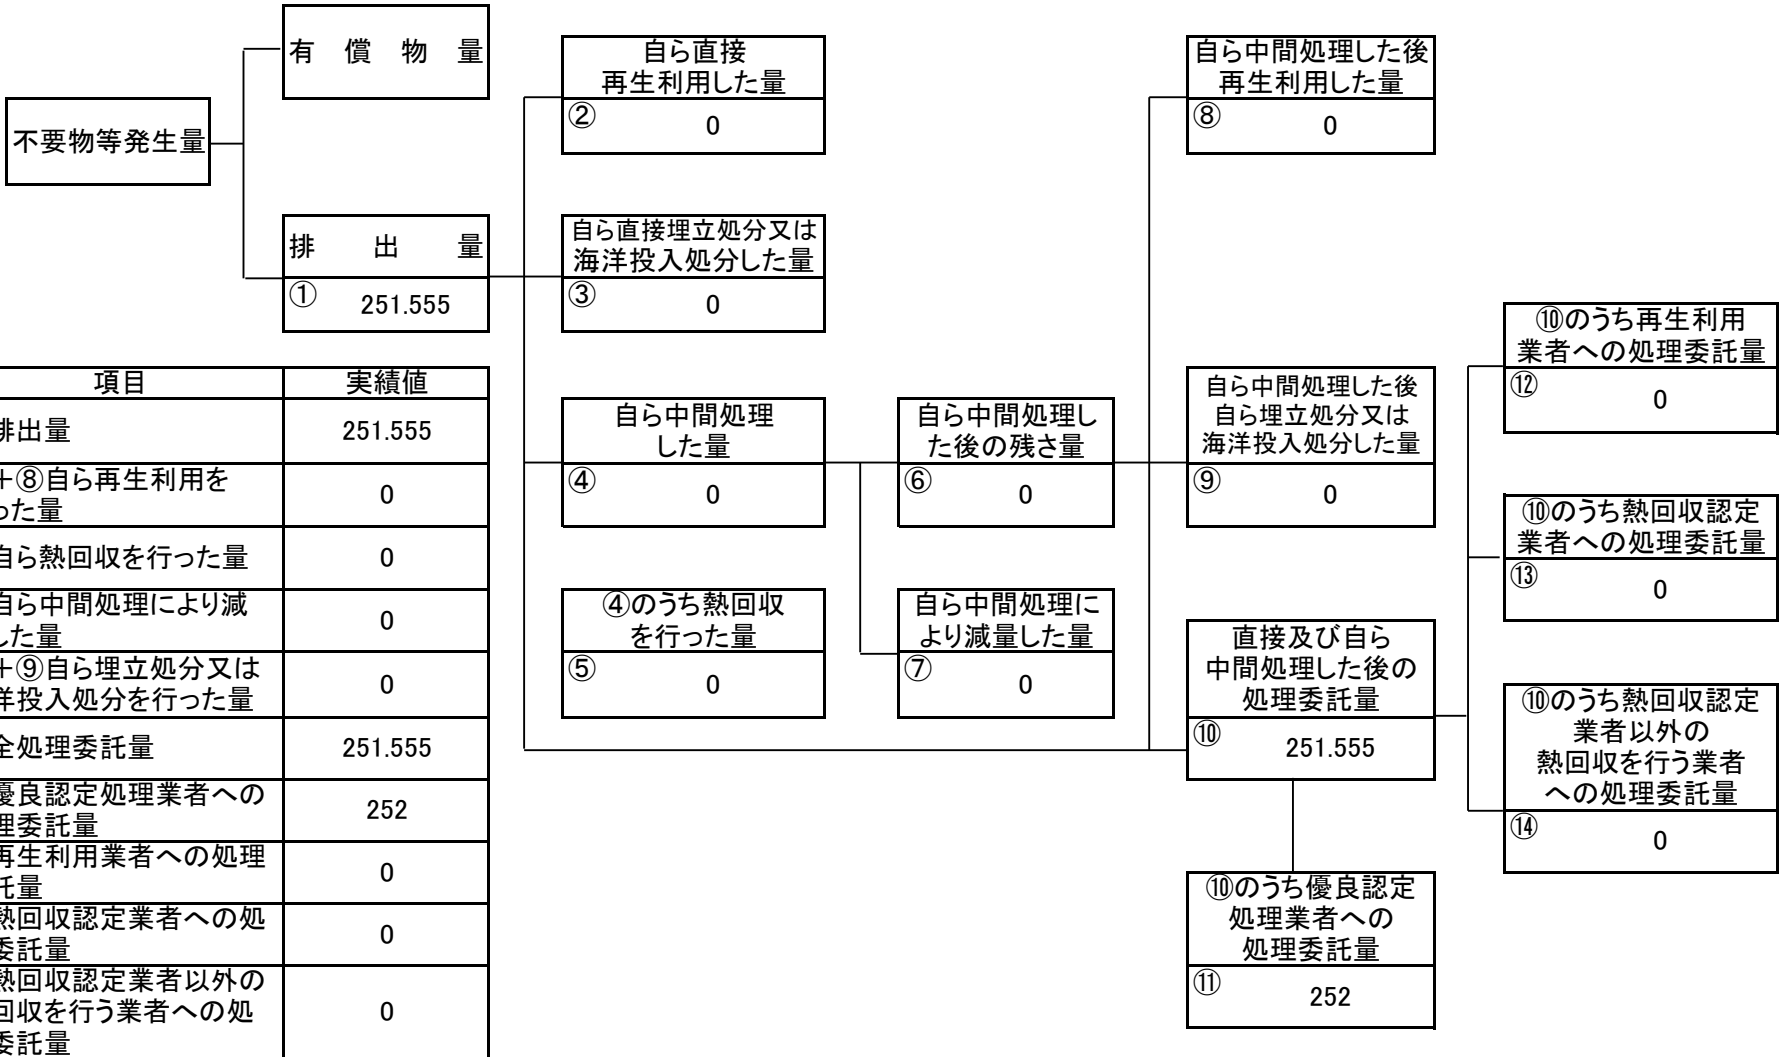 不要物等発生量
有償物量
排出量
①
251.555
自ら直接
再生利用した量
②
0
自ら直接埋立処分又は
海洋投入処分した量
③
0
自ら中間処理
した量
④
0
④のうち熱回収
を行った量
⑤
0
自ら中間処理し
た後の残さ量
⑥
0
自ら中間処理に
より減量した量
⑦
0
自ら中間処理した後
再生利用した量
⑧
0
自ら中間処理した後
自ら埋立処分又は
海洋投入処分した量
⑨
0
直接及び自ら
中間処理した後の
処理委託量
⑩
251.555
⑩のうち優良認定
処理業者への
処理委託量
⑪
252
⑩のうち再生利用
業者への処理委託量
⑫
0
⑩のうち熱回収認定
業者への処理委託量
⑬
0
⑩のうち熱回収認定
業者以外の
熱回収を行う業者
への処理委託量
⑭
0
項目
実績値
排出量
251.555
+⑧自ら再生利用を
った量
0
自ら熱回収を行った量
0
自ら中間処理により減
した量
0
+⑨自ら埋立処分又は
洋投入処分を行った量
0
全処理委託量
251.555
優良認定処理業者への
理委託量
252
再生利用業者への処理
託量
0
熱回収認定業者への処
委託量
0
熱回収認定業者以外の
回収を行う業者への処
委託量
0